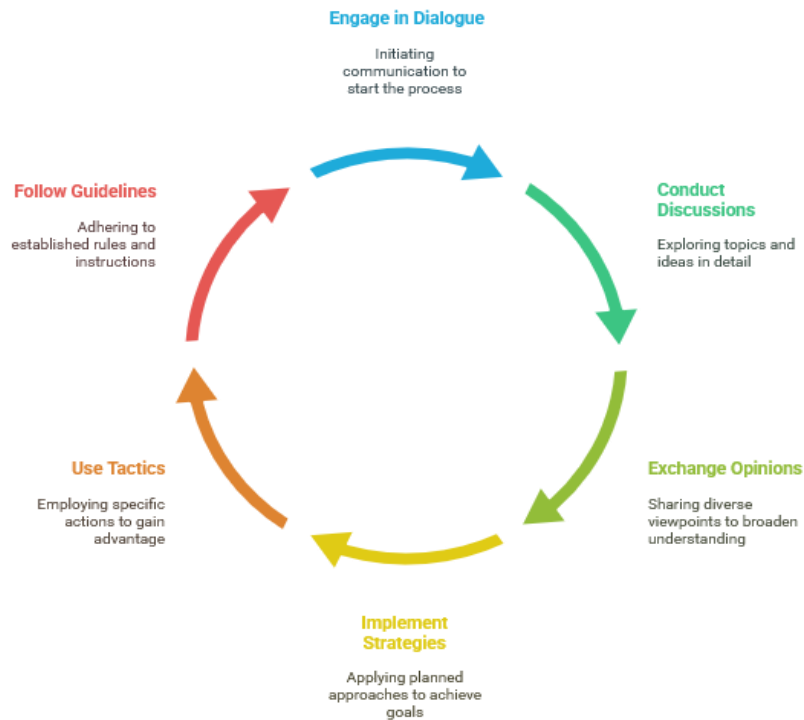 Engage in Dialogue
Initiating
communication to
start the process
Conduct
Discussions
Exploring topics and
ideas in detail
Exchange Opinions
Sharing diverse
viewpoints to broaden
understanding
Implement
Strategies
Applying planned
approaches to achieve
goals
Use Tactics
Employing specific
actions to gain
advantage
Follow Guidelines
Adhering to
established rules and
instructions